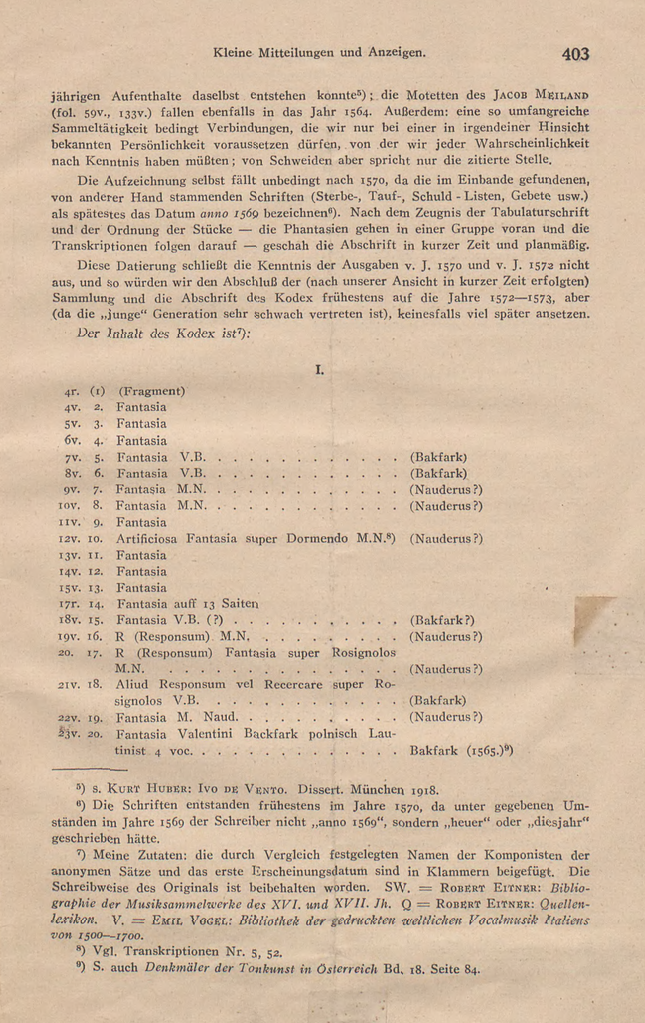 Kleine Mitteilungen und Anzeigen. 403
jährigen Aufenthalte daselbst entstehen konnte⁵); die Motetten des JACOB MEILAND
(fol. 59v., 133v.) fallen ebenfalls in das Jahr 1564. Außerdem: eine so umfangreiche
Sammeltätigkeit bedingt Verbindungen, die wir nur bei einer in irgendeiner Hinsicht
bekannten Persönlichkeit voraussetzen dürfen, von der wir jeder Wahrscheinlichkeit
nach Kenntnis haben müßten; von Schweiden aber spricht nur die zitierte Stelle.
Die Aufzeichnung selbst fällt unbedingt nach 1570, da die im Einbande gefundenen,
von anderer Hand stammenden Schriften (Sterbe-, Tauf-, Schuld - Listen, Gebete usw.)
als spätestes das Datum anno 1569 bezeichnen⁶). Nach dem Zeugnis der Tabulaturschrift
und der Ordnung der Stücke — die Phantasien gehen in einer Gruppe voran und die
Transkriptionen folgen darauf — geschah die Abschrift in kurzer Zeit und planmäßig.
Diese Datierung schließt die Kenntnis der Ausgaben v. J. 1570 und v. J. 1572 nicht
aus, und so würden wir den Abschluß der (nach unserer Ansicht in kurzer Zeit erfolgten)
Sammlung und die Abschrift des Kodex frühestens auf die Jahre 1572—1573, aber
(da die „junge“ Generation sehr schwach vertreten ist), keinesfalls viel später ansetzen.
Der Inhalt des Kodex ist⁷):
I.
4r. (1) (Fragment)
4v. 2. Fantasia
5v. 3. Fantasia
6v. 4. Fantasia
7v. 5. Fantasia V.B. . . . . . . . . . . . . (Bakfark)
8v. 6. Fantasia V.B. . . . . . . . . . . . . (Bakfark)
9v. 7. Fantasia M.N. . . . . . . . . . . . . (Nauderus?)
10v. 8. Fantasia M.N. . . . . . . . . . . . . (Nauderus?)
11v. 9. Fantasia
12v. 10. Artificiosa Fantasia super Dormendo M.N.⁸) (Nauderus?)
13v. 11. Fantasia
14v. 12. Fantasia
15v. 13. Fantasia
17r. 14. Fantasia auff 13 Saiten
18v. 15. Fantasia V.B. (?) . . . . . . . . . . . (Bakfark?)
19v. 16. R (Responsum) M.N. . . . . . . . . . (Nauderus?)
20. 17. R (Responsum) Fantasia super Rosignolos
M.N. . . . . . . . . . . . . . . (Nauderus?)
21v. 18. Aliud Responsum vel Recercare super Ro-
signolos V.B. . . . . . . . . . . . (Bakfark)
22v. 19. Fantasia M. Naud. . . . . . . . . . . (Nauderus?)
23v. 20. Fantasia Valentini Backfark polnisch Lau-
tinist 4 voc. . . . . . . . . . . . . . Bakfark (1565.)⁹)
⁵) s. KURT HUBER: IVO DE VENTO. Dissert. München 1918.
⁶) Die Schriften entstanden frühestens im Jahre 1570, da unter gegebenen Um-
ständen im Jahre 1569 der Schreiber nicht „anno 1569“, sondern „heuer“ oder „diesjahr“
geschrieben hätte.
⁷) Meine Zutaten: die durch Vergleich festgelegten Namen der Komponisten der
anonymen Sätze und das erste Erscheinungsdatum sind in Klammern beigefügt. Die
Schreibweise des Originals ist beibehalten worden. SW. = ROBERT EITNER: Biblio-
graphie der Musiksammelwerke des XVI. und XVII. Jh. Q = ROBERT EITNER: Quellen-
lexikon. V. = EMIL VOGEL: Bibliothek der gedruckten weltlichen Vocalmusik Italiens
von 1500—1700.
⁸) Vgl. Transkriptionen Nr. 5, 52.
⁹) S. auch Denkmäler der Tonkunst in Österreich Bd. 18. Seite 84.